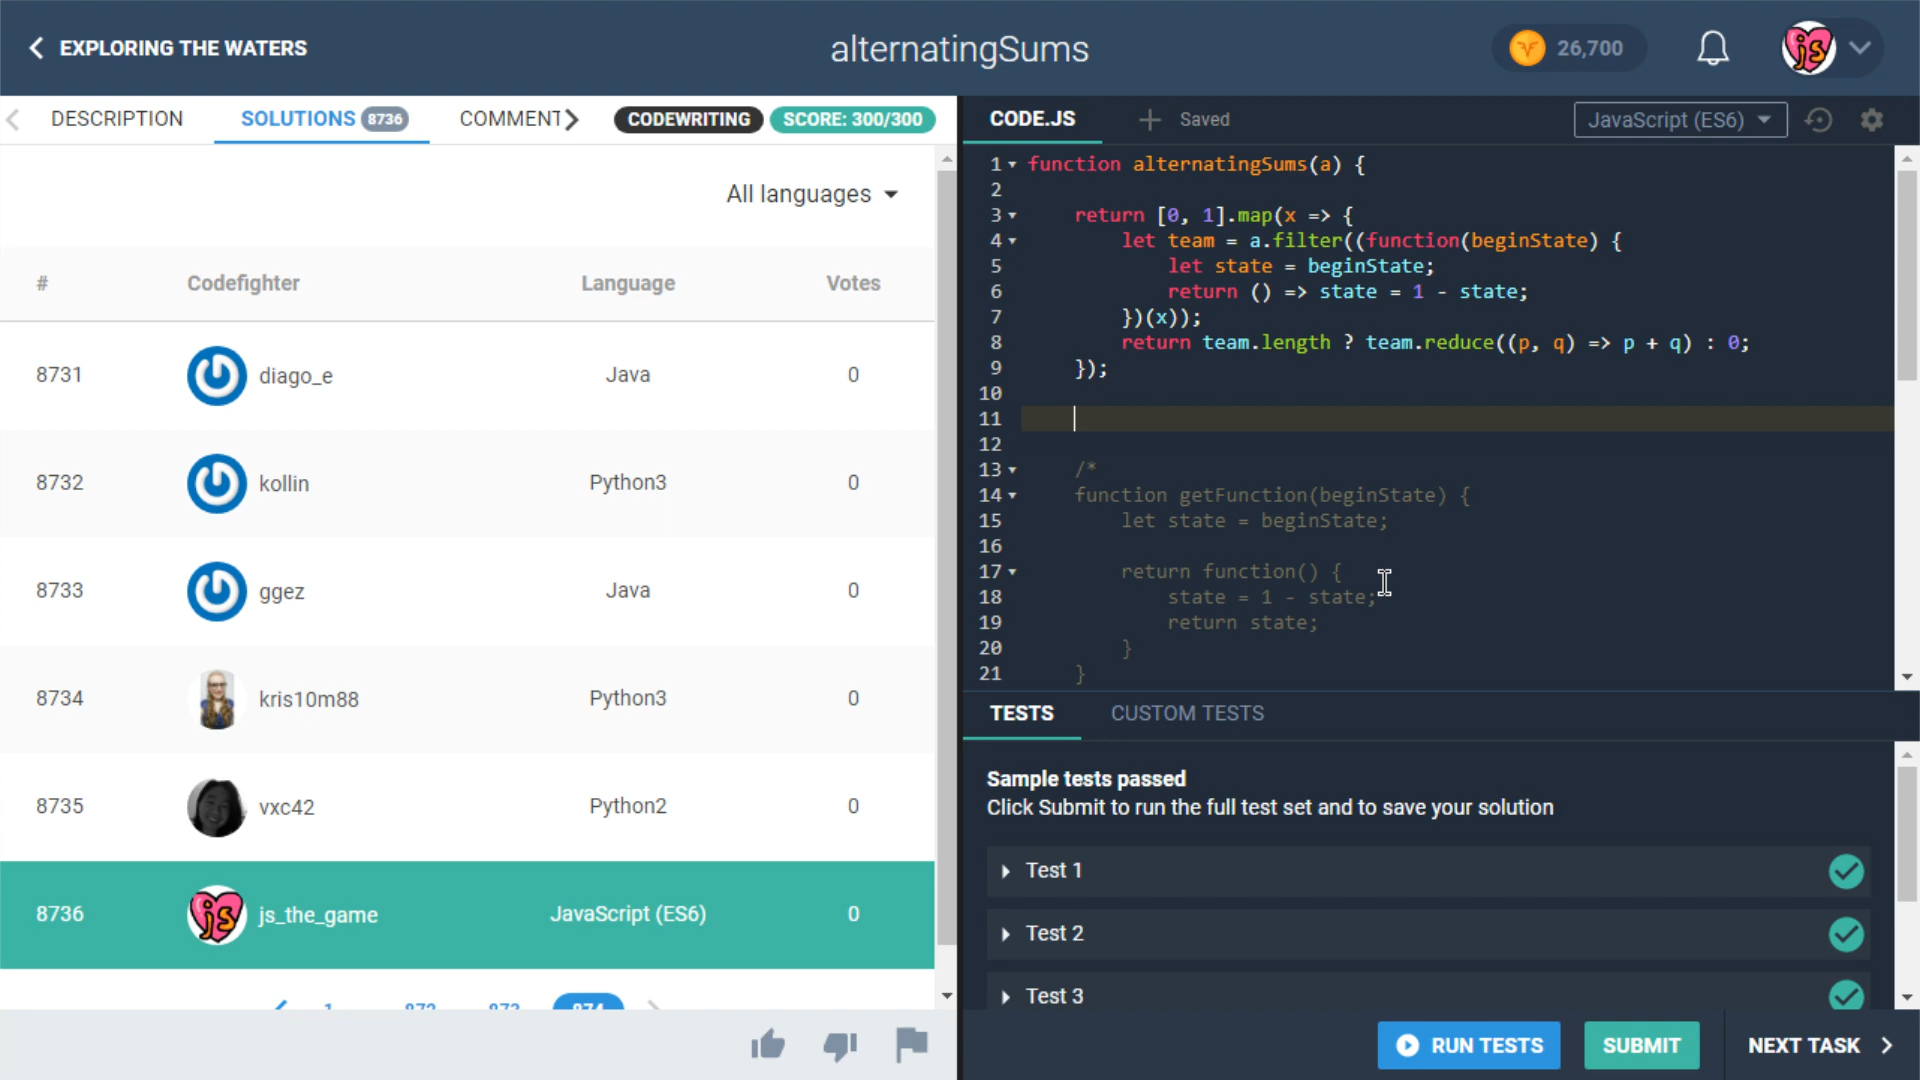 EXPLORING THE WATERS
alternatingSums
26,700
js
DESCRIPTION
SOLUTIONS 8736
COMMENT
CODEWRITING
SCORE: 300/300
All languages
# Codefighter Language Votes
8731 diago_e Java 0
8732 kollin Python3 0
8733 ggez Java 0
8734 kris10m88 Python3 0
8735 vxc42 Python2 0
8736 js js_the_game JavaScript (ES6) 0
1 872 873 874
CODE.JS
Saved
JavaScript (ES6)
1 function alternatingSums(a) {
2
3 return [0, 1].map(x => {
4 let team = a.filter((function(beginState) {
5 let state = beginState;
6 return () => state = 1 - state;
7 })(x));
8 return team.length ? team.reduce((p, q) => p + q) : 0;
9 });
10
11
12
13 /*
14 function getFunction(beginState) {
15 let state = beginState;
16
17 return function() {
18 state = 1 - state;
19 return state;
20 }
21 }
TESTS
CUSTOM TESTS
Sample tests passed
Click Submit to run the full test set and to save your solution
Test 1
Test 2
Test 3
RUN TESTS
SUBMIT
NEXT TASK